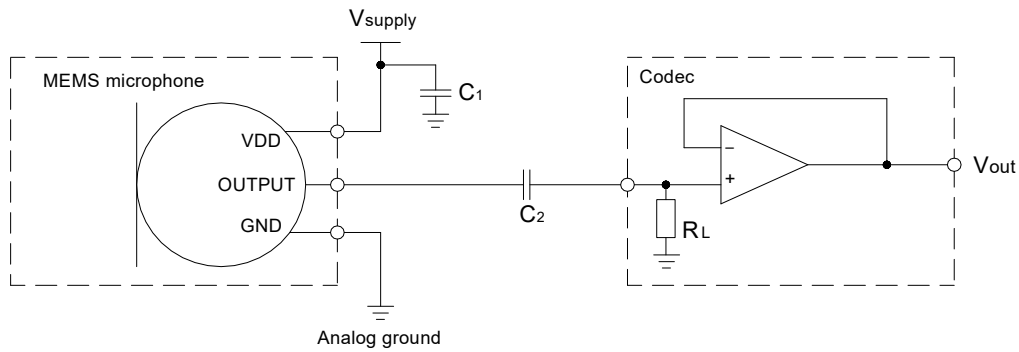 Vsupply
MEMS microphone
Codec
C1
VDD
−
OUTPUT
+
Vout
C2
GND
RL
Analog ground